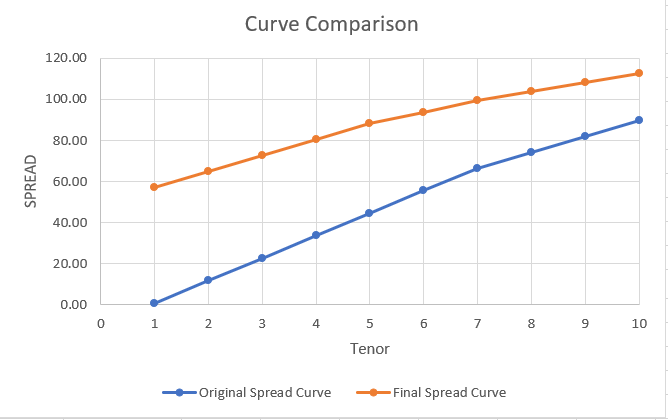 Curve Comparison
120.00
100.00
80.00
60.00
40.00
20.00
0.00
SPREAD
0 1 2 3 4 5 6 7 8 9 10
Tenor
Original Spread Curve Final Spread Curve